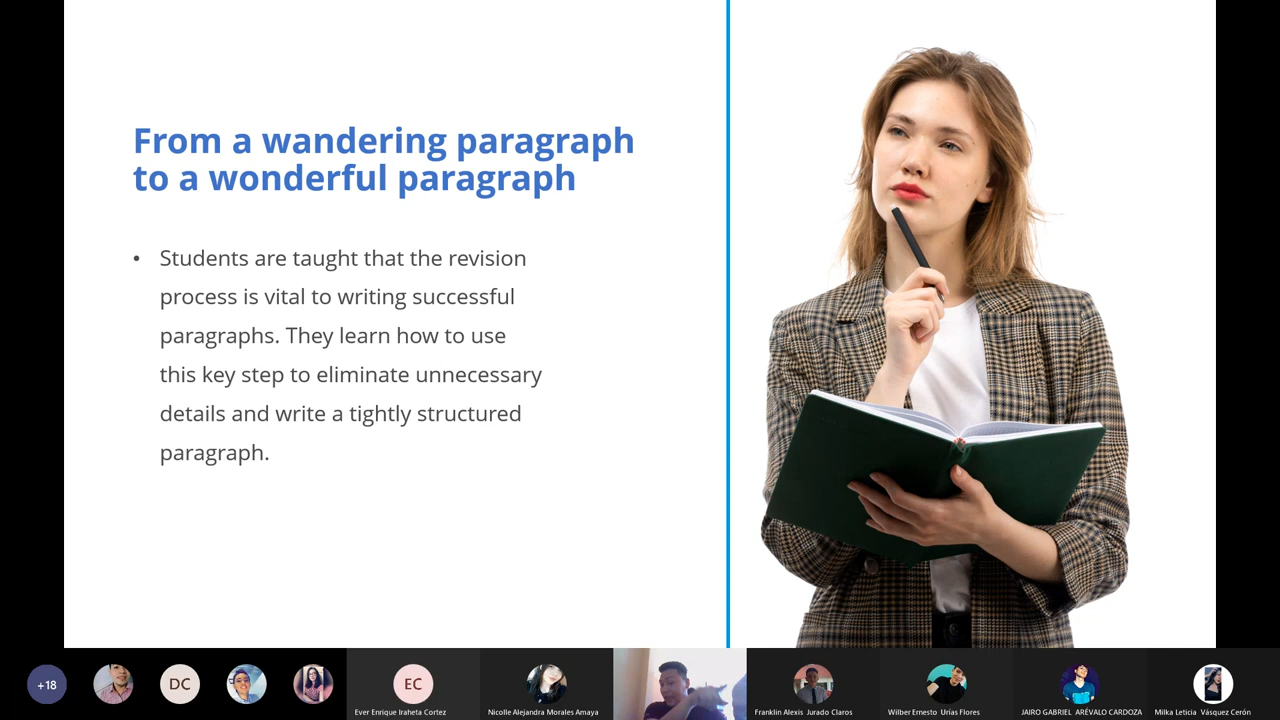 From a wandering paragraph
to a wonderful paragraph
• Students are taught that the revision
process is vital to writing successful
paragraphs. They learn how to use
this key step to eliminate unnecessary
details and write a tightly structured
paragraph.
+18
DC
EC
Ever Enrique Iraheta Cortez
Nicolle Alejandra Morales Amaya
Franklin Alexis Jurado Claros
Wilber Ernesto Urías Flores
JAIRO GABRIEL ARÉVALO CARDOZA
Milka Leticia Vásquez Cerón